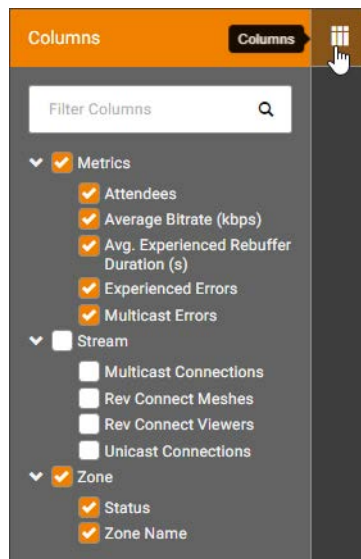 Columns
Columns
Filter Columns
Metrics
Attendees
Average Bitrate (kbps)
Avg. Experienced Rebuffer
Duration (s)
Experienced Errors
Multicast Errors
Stream
Multicast Connections
Rev Connect Meshes
Rev Connect Viewers
Unicast Connections
Zone
Status
Zone Name